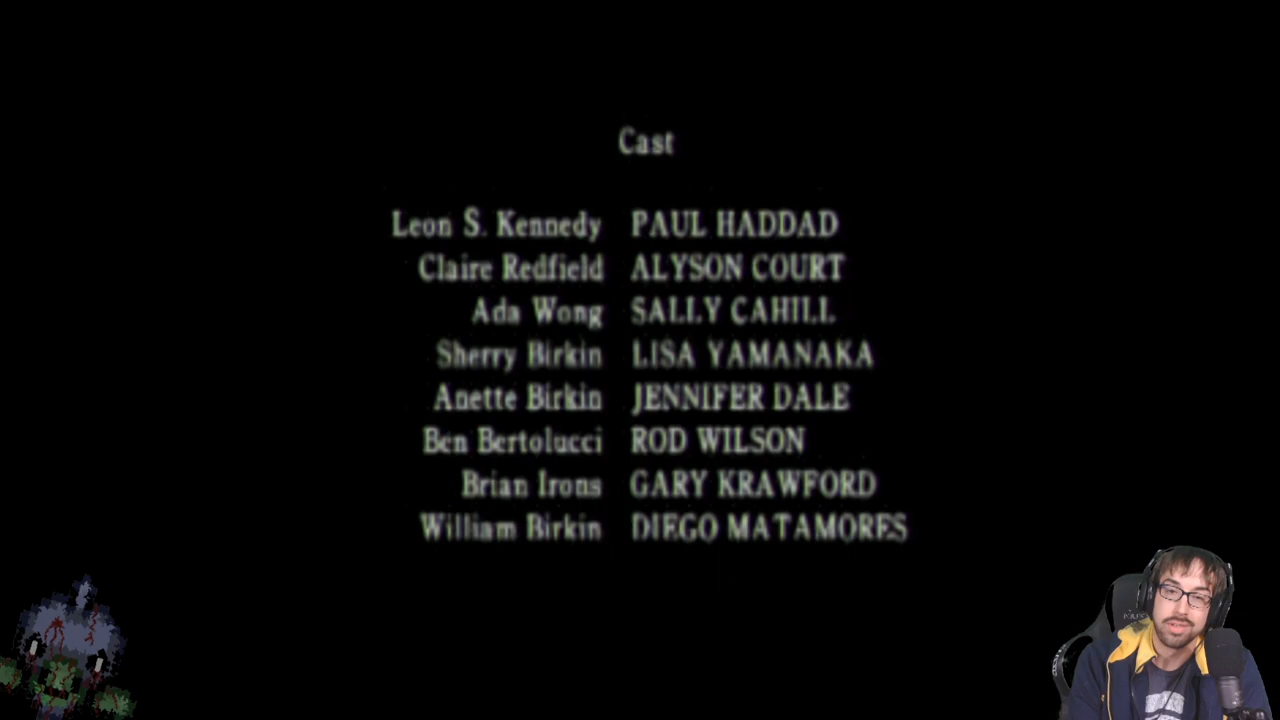 Cast
Leon S. Kennedy PAUL HADDAD
Claire Redfield ALYSON COURT
Ada Wong SALLY CAHILL
Sherry Birkin LISA YAMANAKA
Anette Birkin JENNIFER DALE
Ben Bertolucci ROD WILSON
Brian Irons GARY KRAWFORD
William Birkin DIEGO MATAMORES